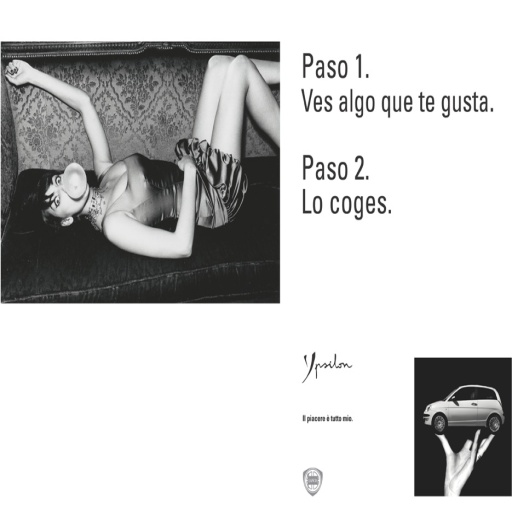 Paso 1.
Ves algo que te gusta.
Paso 2.
Lo coges.
Ypsilon
Il piacere è tutto mio.